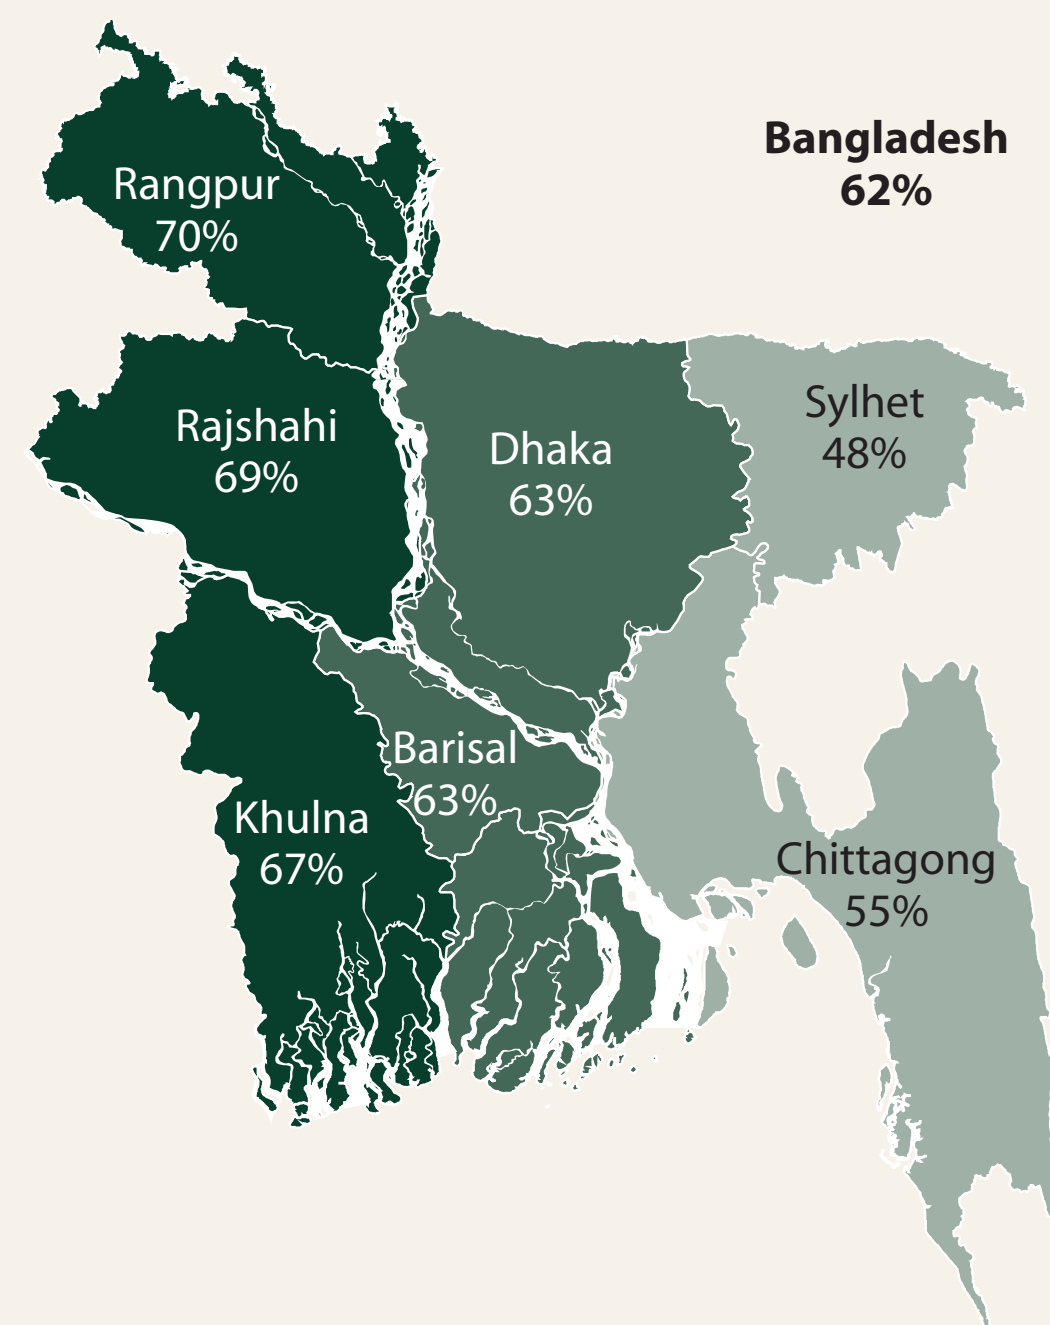 Bangladesh
62%
Rangpur
70%
Rajshahi
69%
Dhaka
63%
Sylhet
48%
Barisal
63%
Khulna
67%
Chittagong
55%